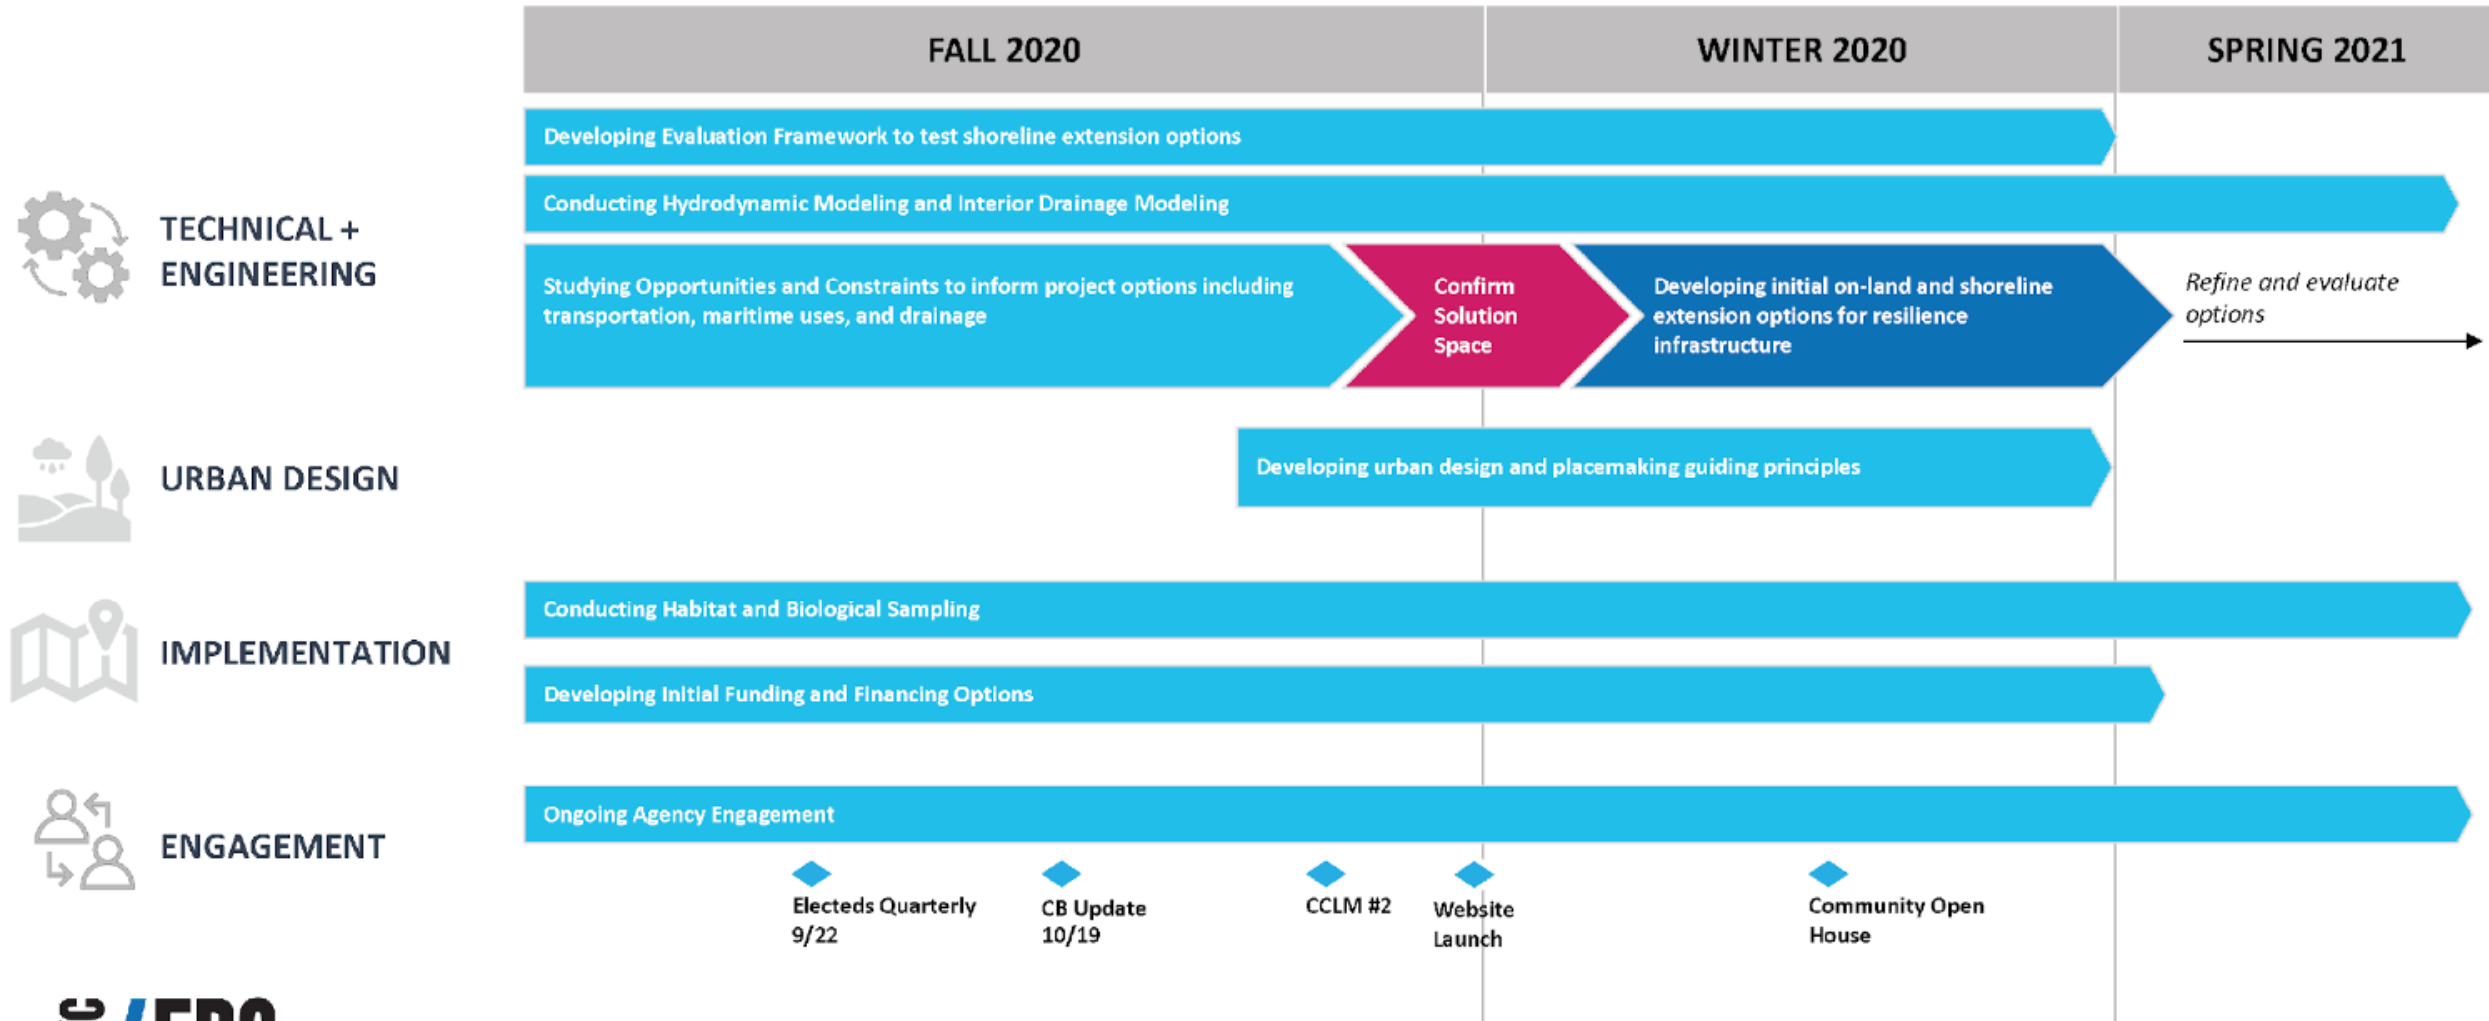 FALL 2020
WINTER 2020
SPRING 2021
TECHNICAL +
ENGINEERING
Developing Evaluation Framework to test shoreline extension options
Conducting Hydrodynamic Modeling and Interior Drainage Modeling
Studying Opportunities and Constraints to inform project options including
transportation, maritime uses, and drainage
Confirm
Solution
Space
Developing initial on-land and shoreline
extension options for resilience
infrastructure
Refine and evaluate
options
URBAN DESIGN
Developing urban design and placemaking guiding principles
IMPLEMENTATION
Conducting Habitat and Biological Sampling
Developing Initial Funding and Financing Options
ENGAGEMENT
Ongoing Agency Engagement
Electeds Quarterly
9/22
CB Update
10/19
CCLM #2
Website
Launch
Community Open
House